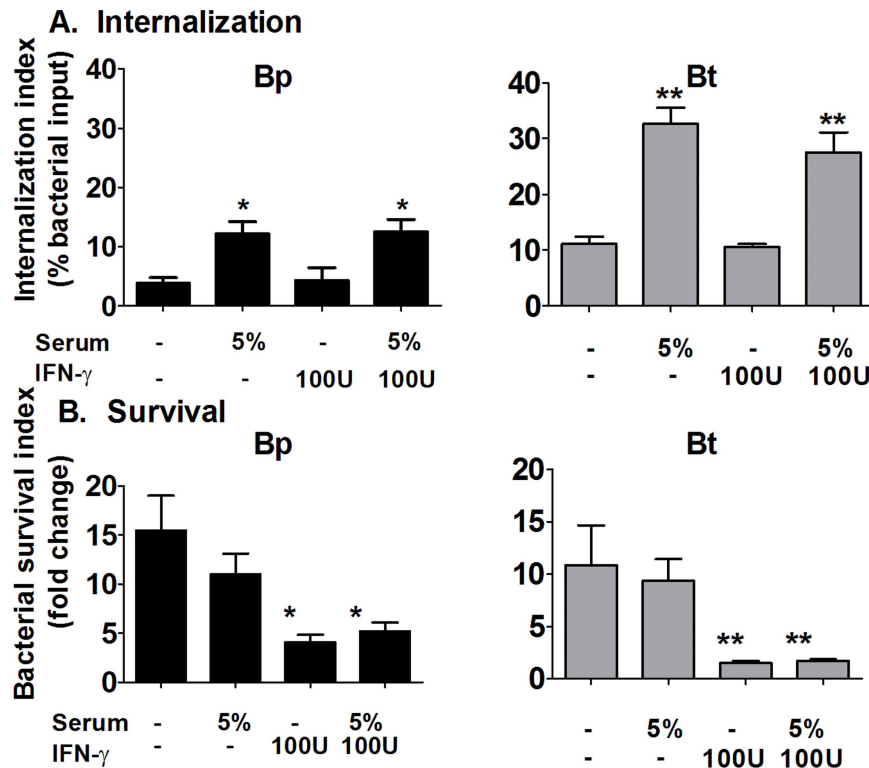 A. Internalization
Internalization index
(% bacterial input)
Bp
40
30
20
10
0
*
*
Serum - 5% - 5%
IFN-γ - - 100U 100U
Bt
40
30
20
10
0
**
**
- 5% - 5%
- - 100U 100U
B. Survival
Bacterial survival index
(fold change)
Bp
20
15
10
5
0
*
*
Serum - 5% - 5%
IFN-γ - - 100U 100U
Bt
20
15
10
5
0
**
**
- 5% - 5%
- - 100U 100U